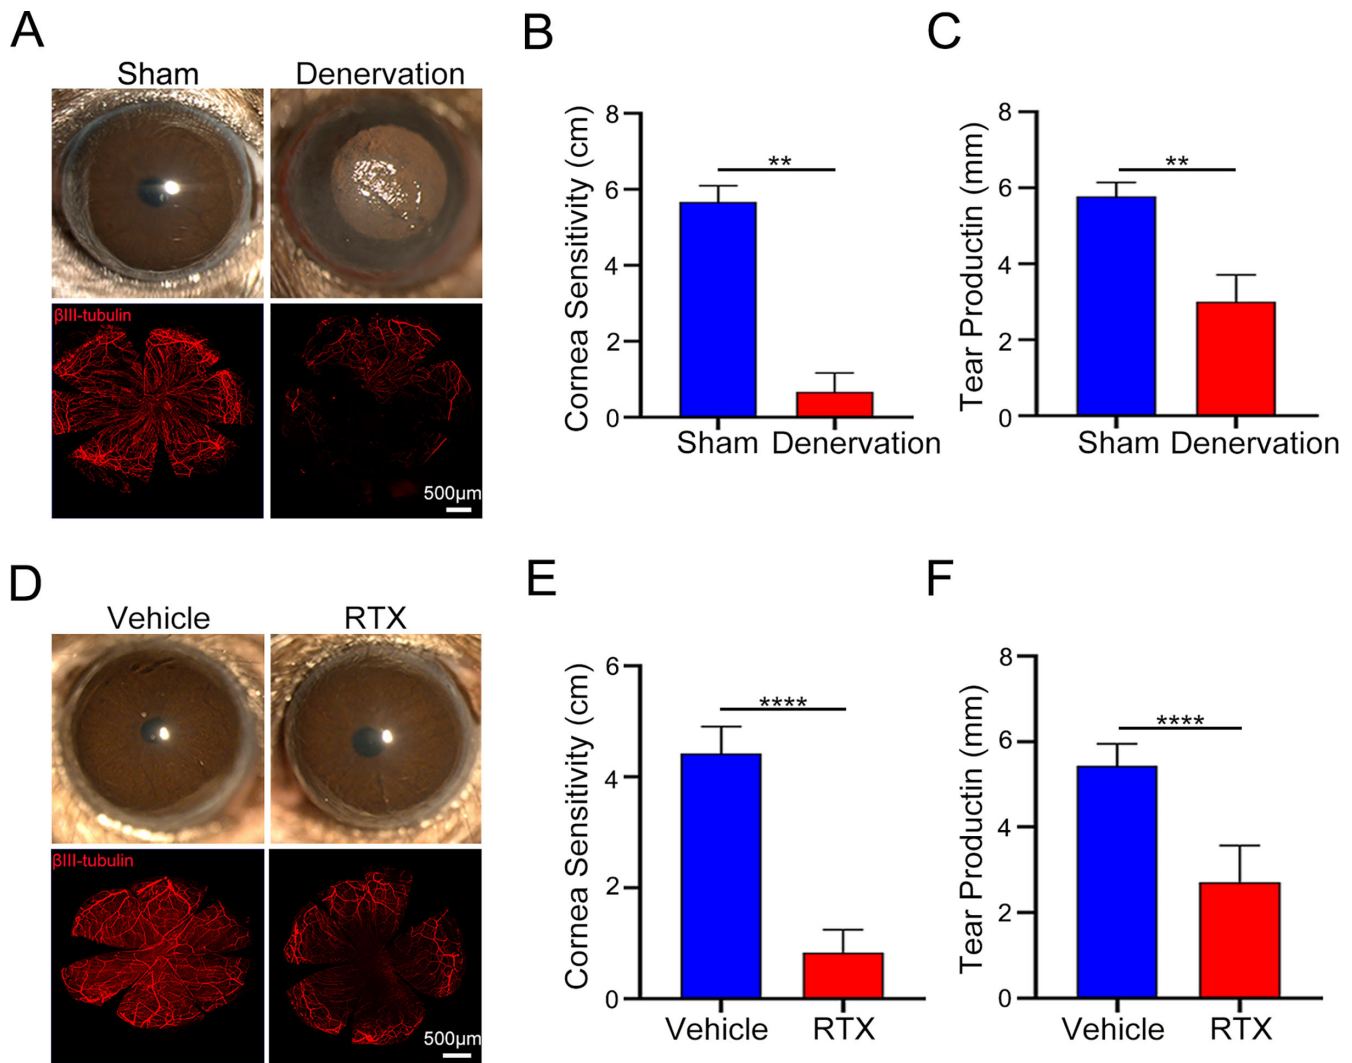 A
Sham
Denervation
βIII-tubulin
500µm
B
Cornea Sensitivity (cm)
8
6
4
2
0
**
Sham
Denervation
C
Tear Productin (mm)
8
6
4
2
0
**
Sham
Denervation
D
Vehicle
RTX
βIII-tubulin
500µm
E
Cornea Sensitivity (cm)
6
4
2
0
****
Vehicle
RTX
F
Tear Productin (mm)
8
6
4
2
0
****
Vehicle
RTX